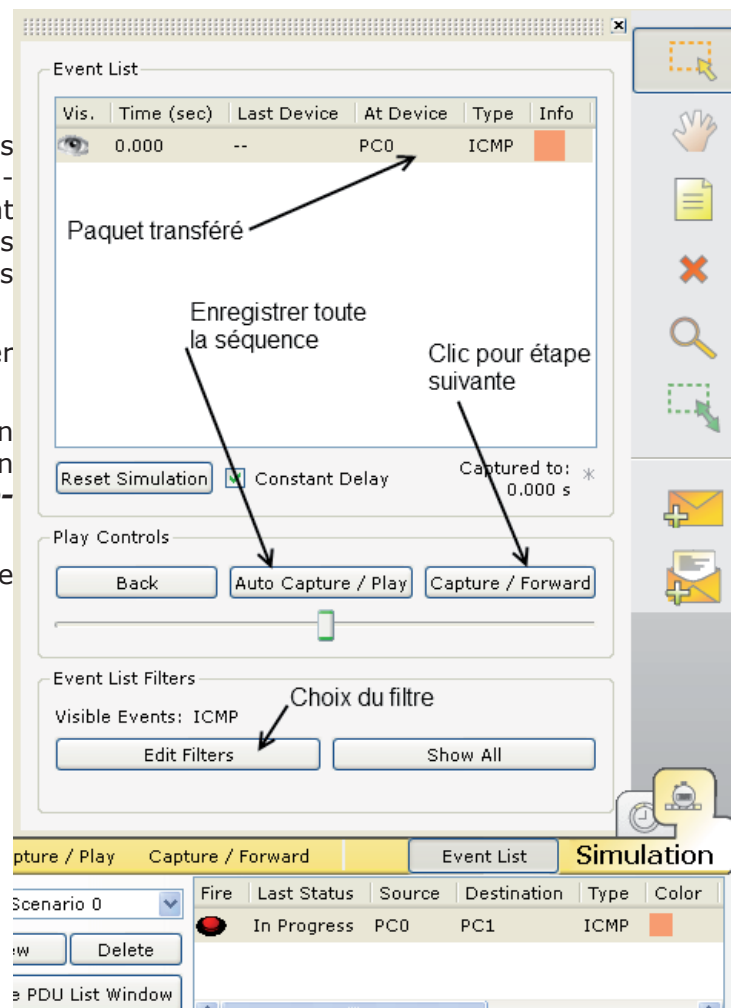 Event List
Vis. Time (sec) Last Device At Device Type Info
0.000 -- PC0 ICMP
Paquet transféré
Enregistrer toute
la séquence
Clic pour étape
suivante
Reset Simulation Constant Delay Captured to: *
0.000 s
Play Controls
Back Auto Capture / Play Capture / Forward
Event List Filters
Choix du filtre
Visible Events: ICMP
Edit Filters Show All
pture / Play Capture / Forward Event List Simulation
Scenario 0 Fire Last Status Source Destination Type Color
In Progress PC0 PC1 ICMP
ew Delete
e PDU List Window